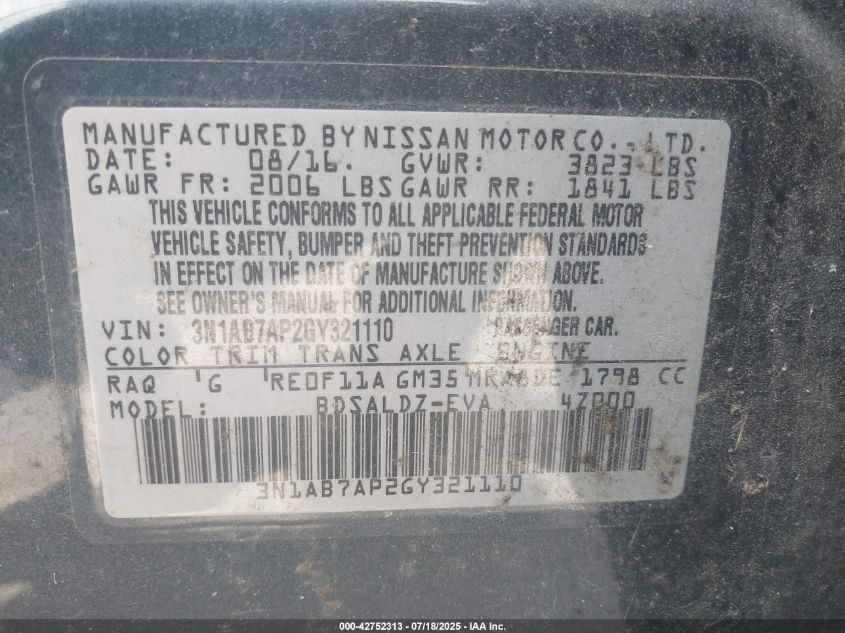 MANUFACTURED BY NISSAN MOTOR CO., LTD.
DATE: 08/16. GVWR: 3823 LBS
GAWR FR: 2006 LBS GAWR RR: 1841 LBS
THIS VEHICLE CONFORMS TO ALL APPLICABLE FEDERAL MOTOR
VEHICLE SAFETY, BUMPER AND THEFT PREVENTION STANDARDS
IN EFFECT ON THE DATE OF MANUFACTURE SHOWN ABOVE.
SEE OWNER'S MANUAL FOR ADDITIONAL INFORMATION.
VIN: 3N1AB7AP2GY321110 PASSENGER CAR.
COLOR TRIM TRANS AXLE ENGINE
RAQ G RE0F11A GM35 MRA8DE 1798 CC
MODEL: BDSALDZ-EVA 4Z000
3N1AB7AP2GY321110
000-42752313 - 07/18/2025 - IAA Inc.